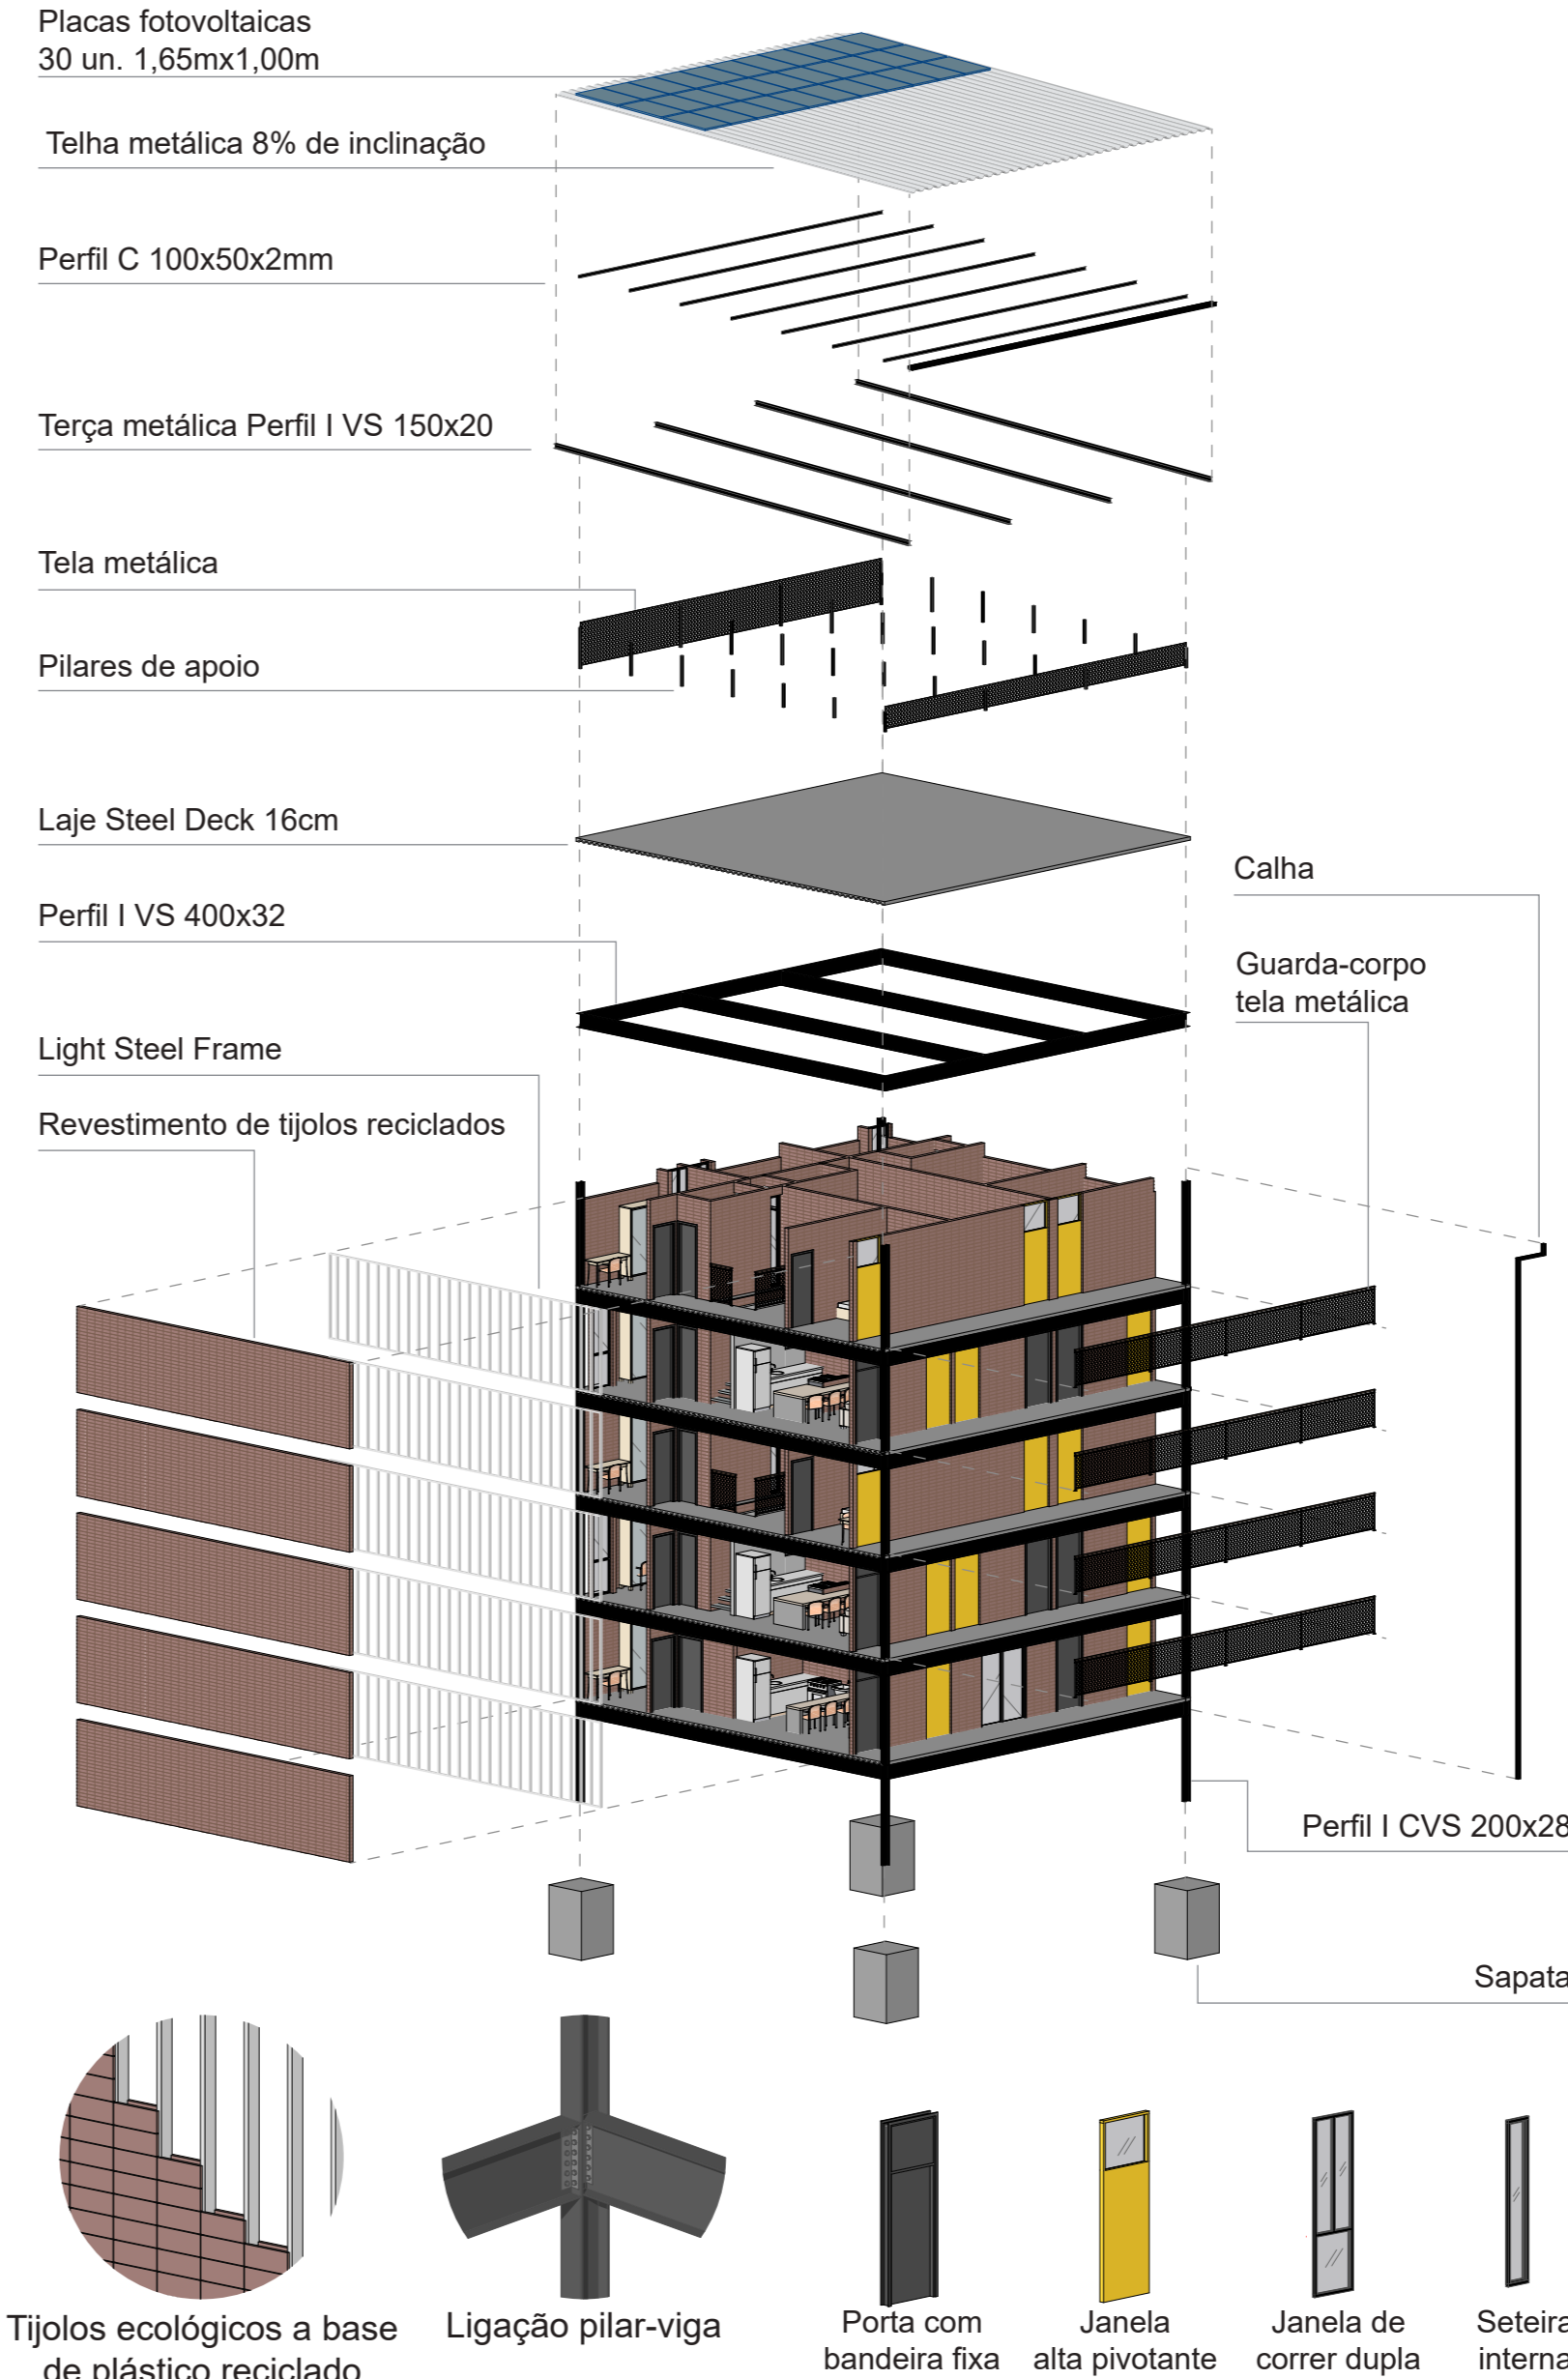 Placas fotovoltaicas
30 un. 1,65mx1,00m
Telha metálica 8% de inclinação
Perfil C 100x50x2mm
Terça metálica Perfil I VS 150x20
Tela metálica
Pilares de apoio
Laje Steel Deck 16cm
Calha
Perfil I VS 400x32
Guarda-corpo
tela metálica
Light Steel Frame
Revestimento de tijolos reciclados
Perfil I CVS 200x28
Sapata
Tijolos ecológicos a base
de plástico reciclado
Ligação pilar-viga
Porta com
bandeira fixa
Janela
alta pivotante
Janela de
correr dupla
Seteira
interna